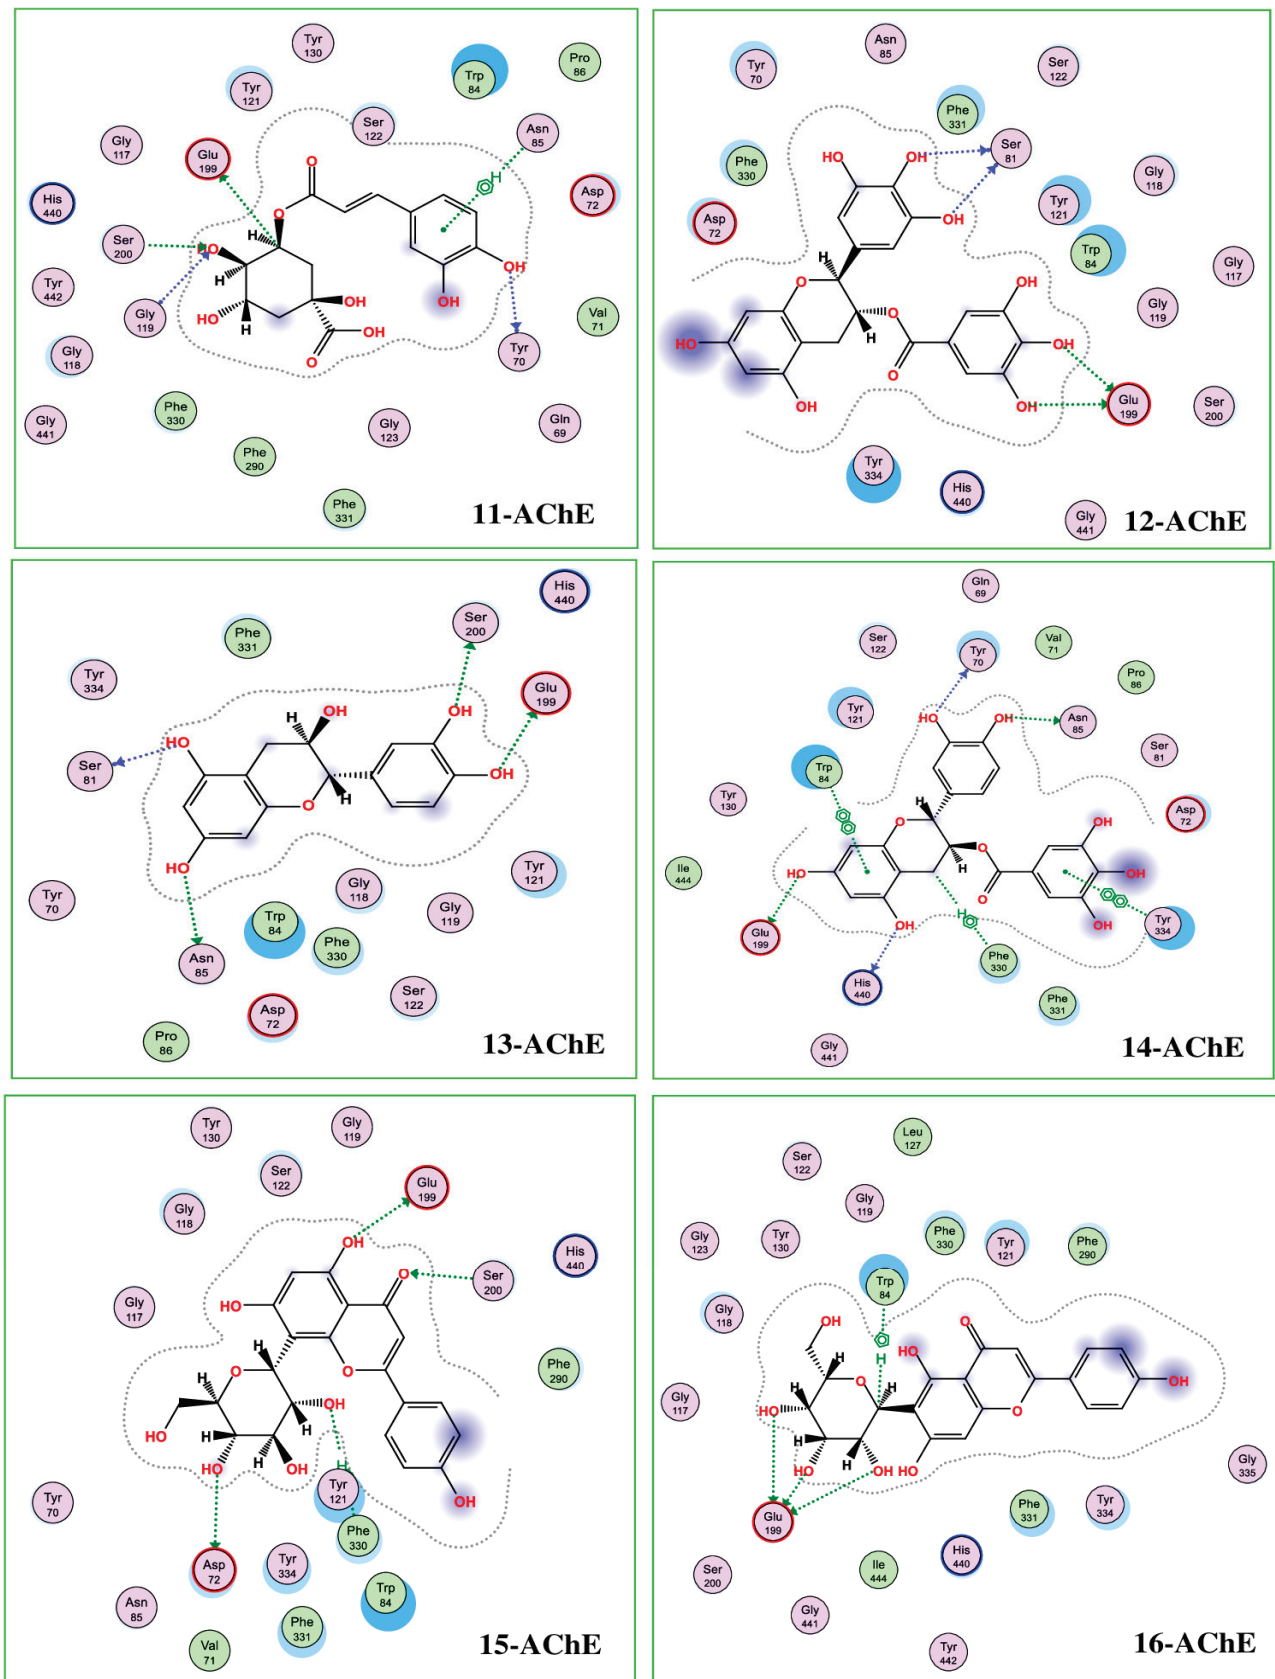 Tyr
130
Trp
84
Pro
86
Tyr
121
Ser
122
Asn
85
Gly
117
Glu
199
H
O
Asp
72
His
440
O
H
Ser
200
HO
H
OH
Tyr
442
Gly
119
HO
H
OH
OH
OH
O
Val
71
Gly
118
Tyr
70
Phe
330
Gly
441
Gly
123
Gln
69
Phe
290
Phe
331
11-AChE
Asn
85
Tyr
70
Ser
122
Phe
331
Ser
81
Phe
330
HO
OH
Gly
118
Asp
72
OH
Tyr
121
Trp
84
H
Gly
117
O
OH
Gly
119
O
HO
H
OH
O
OH
OH
Glu
199
Ser
200
Tyr
334
His
440
Gly
441
12-AChE
His
440
Ser
200
Phe
331
Tyr
334
Glu
199
H
OH
OH
HO
Ser
81
OH
H
O
HO
Tyr
121
Gly
118
Tyr
70
Gly
119
Trp
84
Phe
330
Asn
85
Ser
122
Asp
72
Pro
86
13-AChE
Gln
69
Ser
122
Tyr
70
Val
71
Pro
86
Tyr
121
HO
OH
Asn
85
Ser
81
Trp
84
Tyr
130
Asp
72
O
H
OH
O
H
Ile
444
HO
OH
O
OH
Glu
199
OH
H
Tyr
334
Phe
330
His
440
Phe
331
Gly
441
14-AChE
Tyr
130
Gly
119
Ser
122
Glu
199
Gly
118
OH
His
440
O
Ser
200
Gly
117
HO
H
O
O
Phe
290
H
OH
HO
H
H
H
HO
OH
H
Tyr
121
OH
Tyr
70
Phe
330
Asp
72
Tyr
334
Trp
84
Asn
85
Phe
331
Val
71
15-AChE
Leu
127
Ser
122
Gly
119
Phe
330
Gly
123
Tyr
130
Tyr
121
Phe
290
Trp
84
Gly
118
OH
O
HO
H
H
O
H
OH
Gly
117
HO
O
H
H
HO
OH
HO
Gly
335
Glu
199
Phe
331
Tyr
334
His
440
Ser
200
Ile
444
Gly
441
Tyr
442
16-AChE